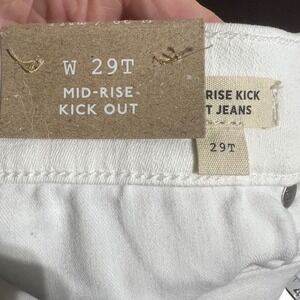 W 29T
MID-RISE
KICK OUT
RISE KICK
T JEANS
29T